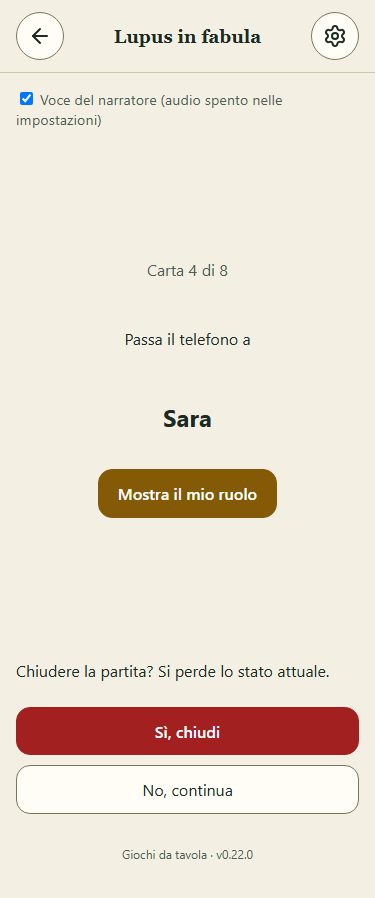 Lupus in fabula
Voce del narratore (audio spento nelle
impostazioni)
Carta 4 di 8
Passa il telefono a
Sara
Mostra il mio ruolo
Chiudere la partita? Si perde lo stato attuale.
Sì, chiudi
No, continua
Giochi da tavola · v0.22.0